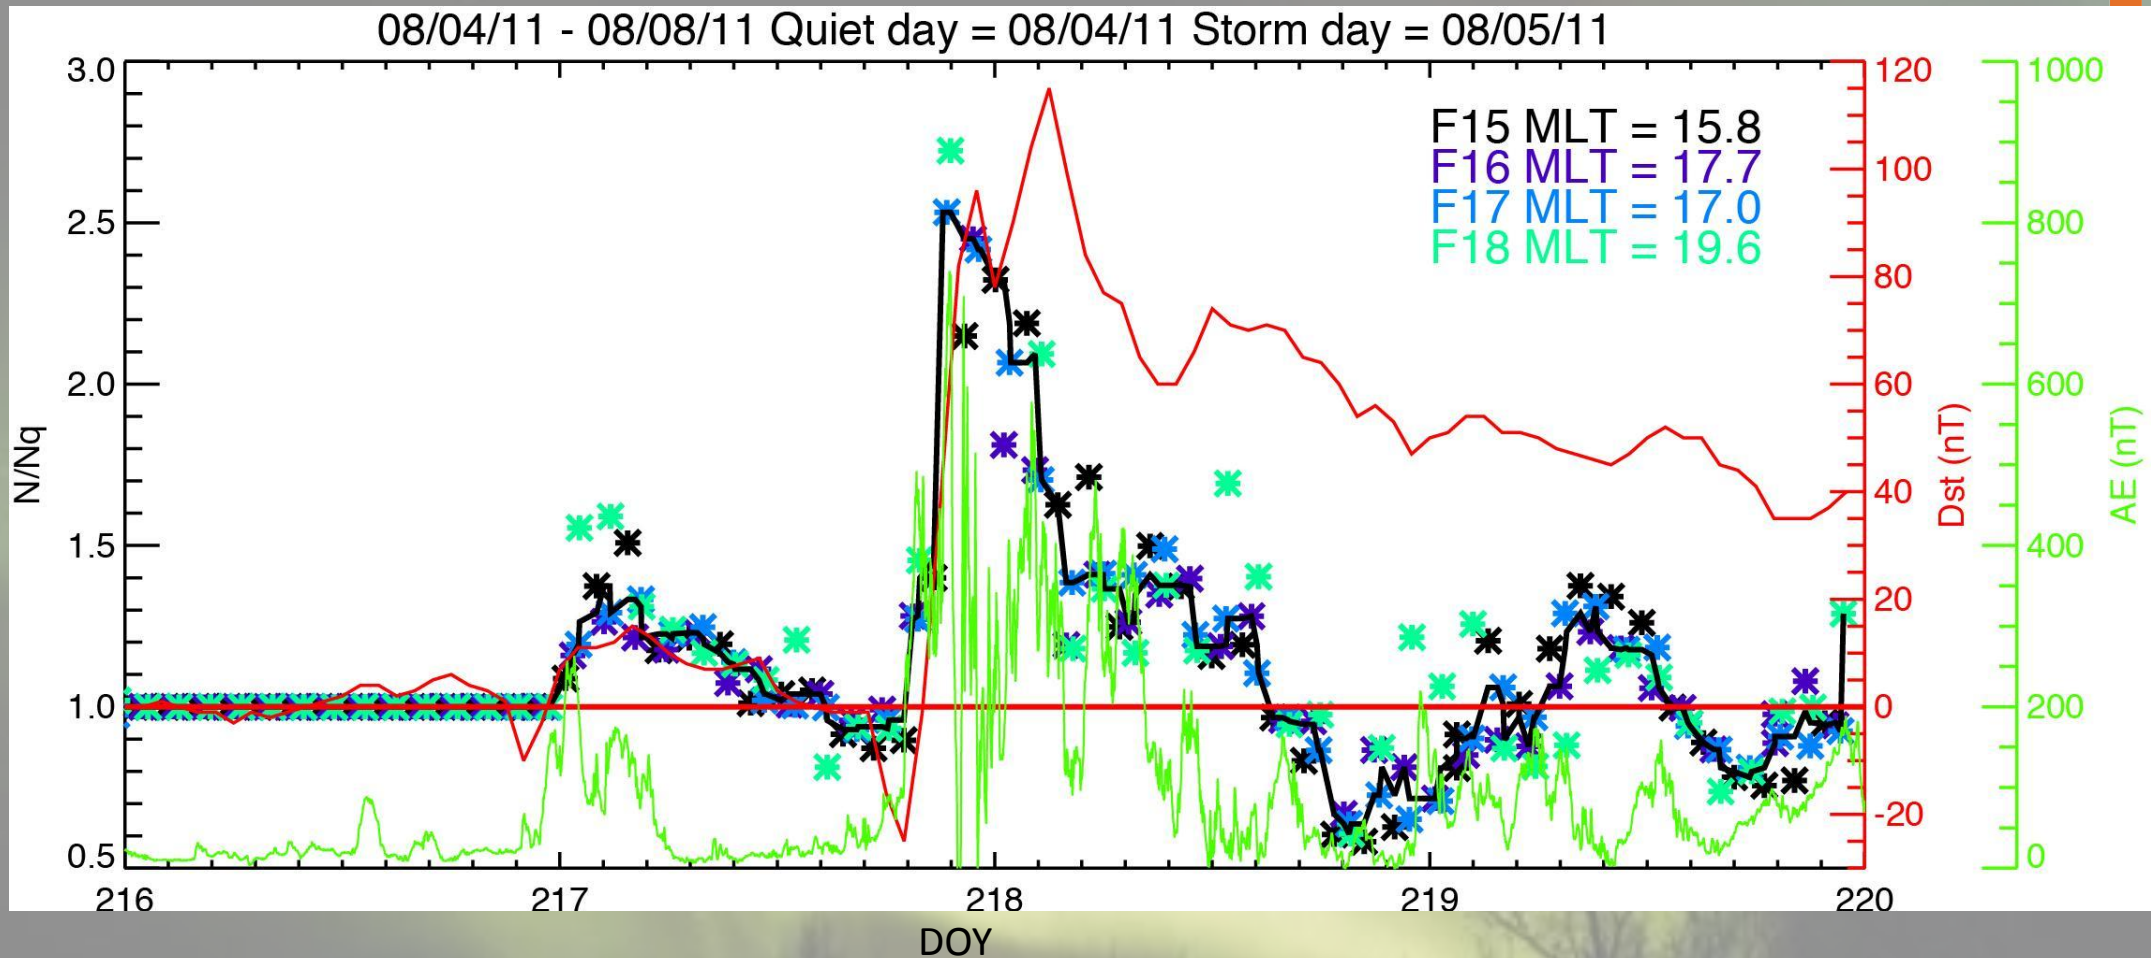 08/04/11 - 08/08/11 Quiet day = 08/04/11 Storm day = 08/05/11
3.0
2.5
2.0
1.5
1.0
0.5
N/Nq
F15 MLT = 15.8
F16 MLT = 17.7
F17 MLT = 17.0
F18 MLT = 19.6
120
100
80
60
40
20
0
-20
Dst (nT)
1000
800
600
400
200
0
AE (nT)
216
217
218
219
220
DOY